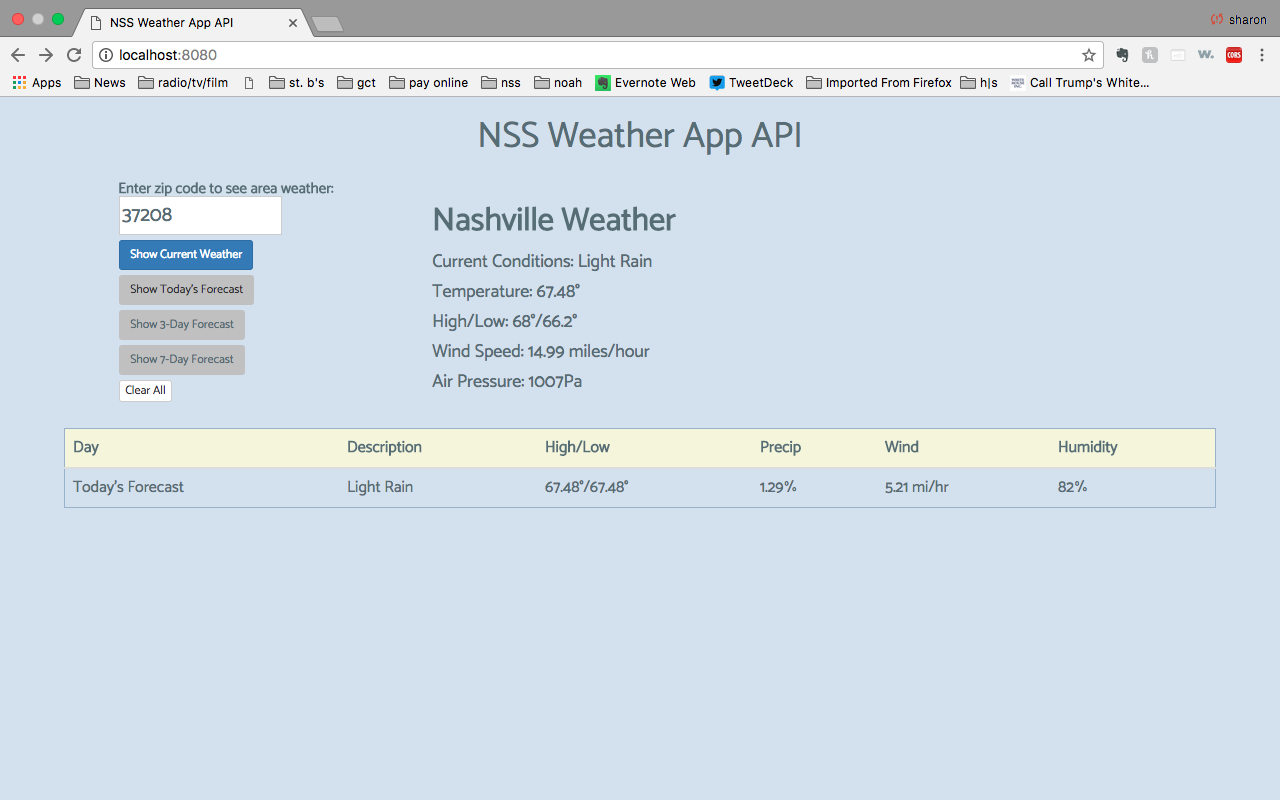 NSS Weather App API
sharon
localhost:8080
Apps News radio/tv/film st. b's gct pay online nss noah Evernote Web TweetDeck Imported From Firefox h|s Call Trump's White...
NSS Weather App API
Enter zip code to see area weather:
37208
Show Current Weather
Show Today's Forecast
Show 3-Day Forecast
Show 7-Day Forecast
Clear All
Nashville Weather
Current Conditions: Light Rain
Temperature: 67.48°
High/Low: 68°/66.2°
Wind Speed: 14.99 miles/hour
Air Pressure: 1007Pa
Day Description High/Low Precip Wind Humidity
Today's Forecast Light Rain 67.48°/67.48° 1.29% 5.21 mi/hr 82%